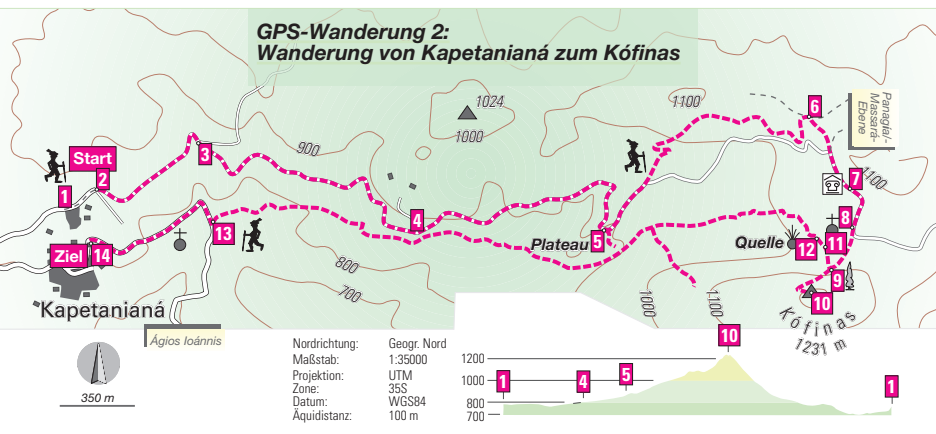 GPS-Wanderung 2:
Wanderung von Kapetanianá zum Kófinas
1024
1000
1100
6
Panagía/-
Massará-
Ebene
900
3
Start
2
1
7
1100
4
8
Plateau
5
Quelle
12
11
13
Ziel
14
9
10
800
700
1000
1100
Kófinas
1231 m
Kapetanianá
Ágios Ioánnis
350 m
Nordrichtung: Geogr. Nord
Maßstab: 1:35000
Projektion: UTM
Zone: 35S
Datum: WGS84
Äquidistanz: 100 m
1200
1000
800
700
1
4
5
10
1